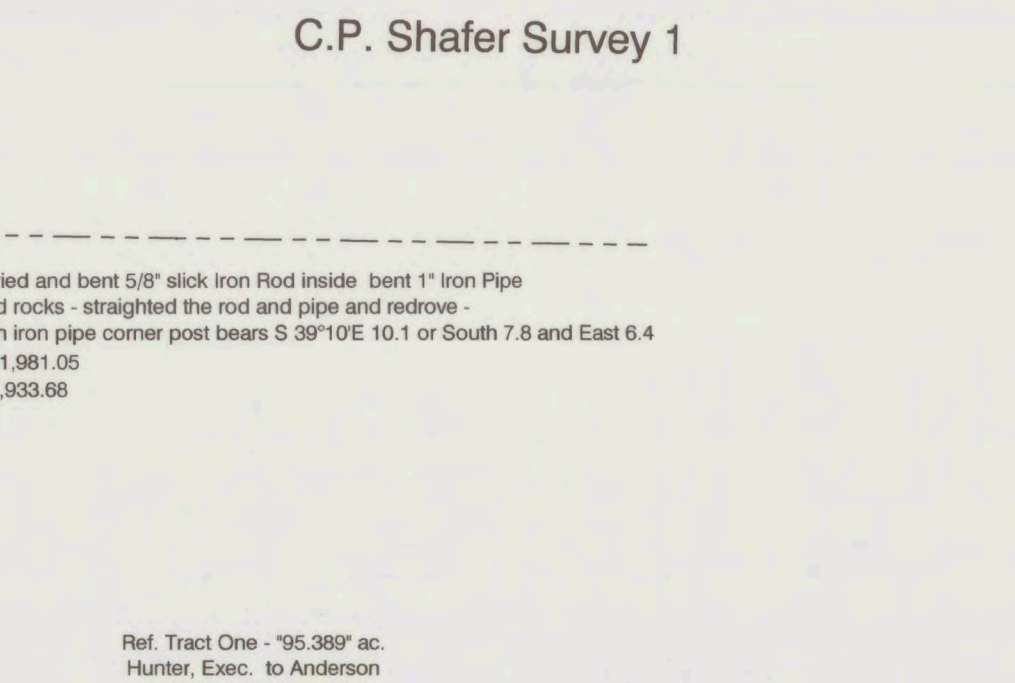 C.P. Shafer Survey 1
and bent 5/8" slick Iron Rod inside bent 1" Iron Pipe
rocks - straighted the rod and pipe and redrove -
iron pipe corner post bears S 39°10'E 10.1 or South 7.8 and East 6.4
1,981.05
,933.68
Ref. Tract One - "95.389" ac.
Hunter, Exec. to Anderson